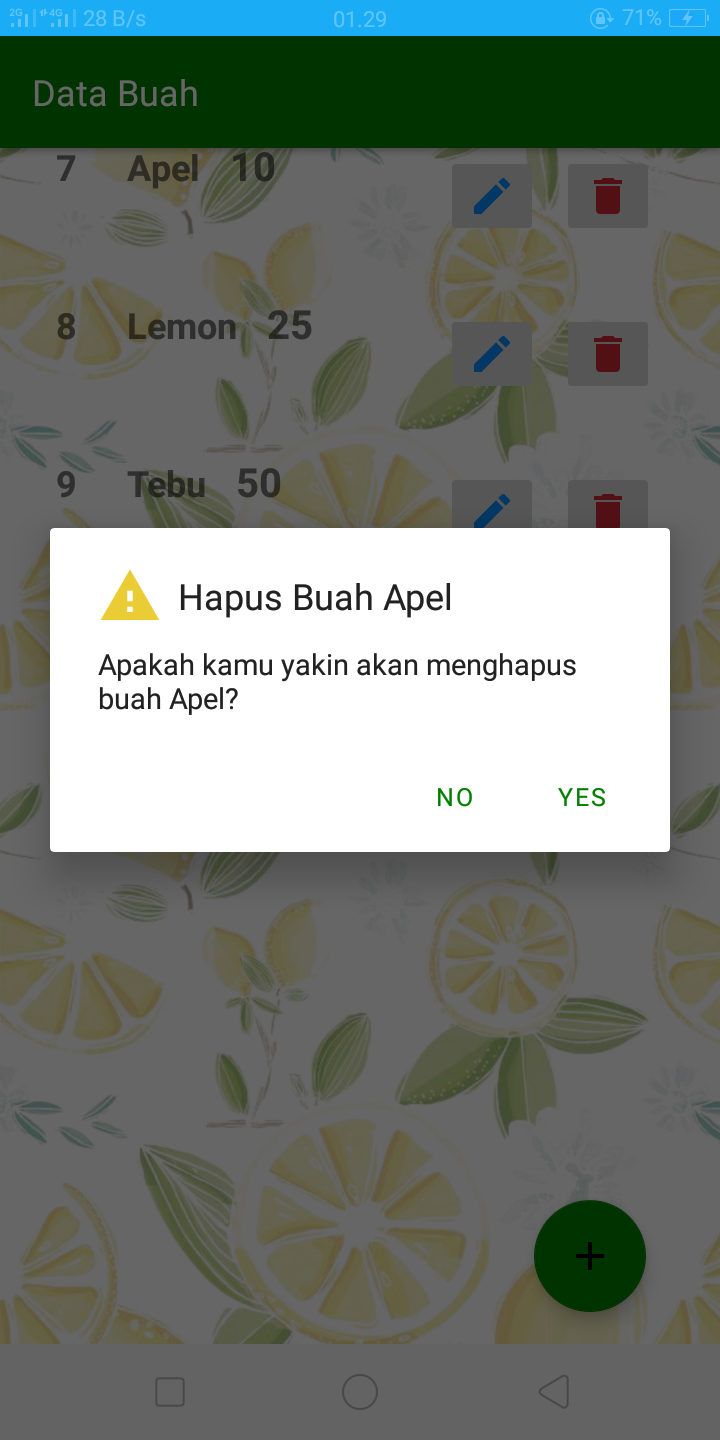 2G 4G 28 B/s 01.29 71%
Data Buah
7 Apel 10
8 Lemon 25
9 Tebu 50
Hapus Buah Apel
Apakah kamu yakin akan menghapus
buah Apel?
NO YES